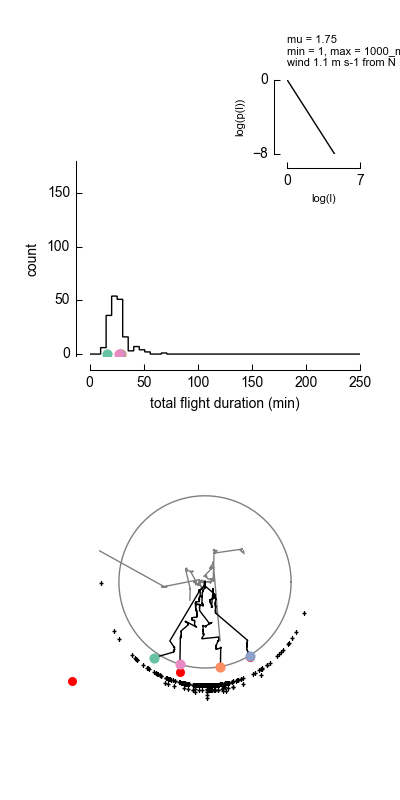 mu = 1.75
min = 1, max = 1000_m
wind 1.1 m s-1 from N
0
log(p(l))
−8
0
7
log(l)
150
100
50
0
count
0
50
100
150
200
250
total flight duration (min)